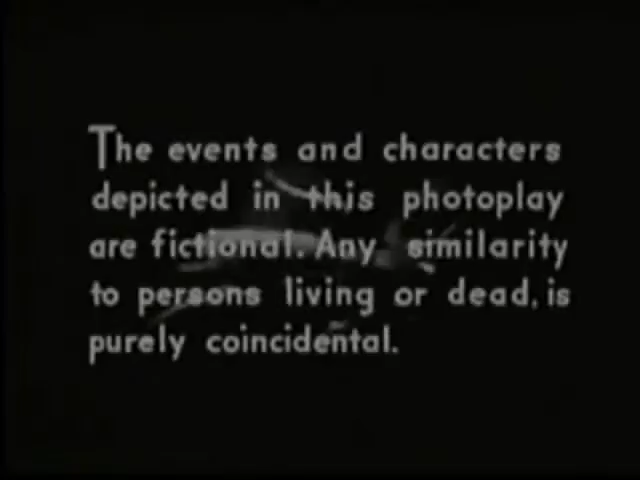 The events and characters
depicted in this photoplay
are fictional. Any similarity
to persons living or dead, is
purely coincidental.